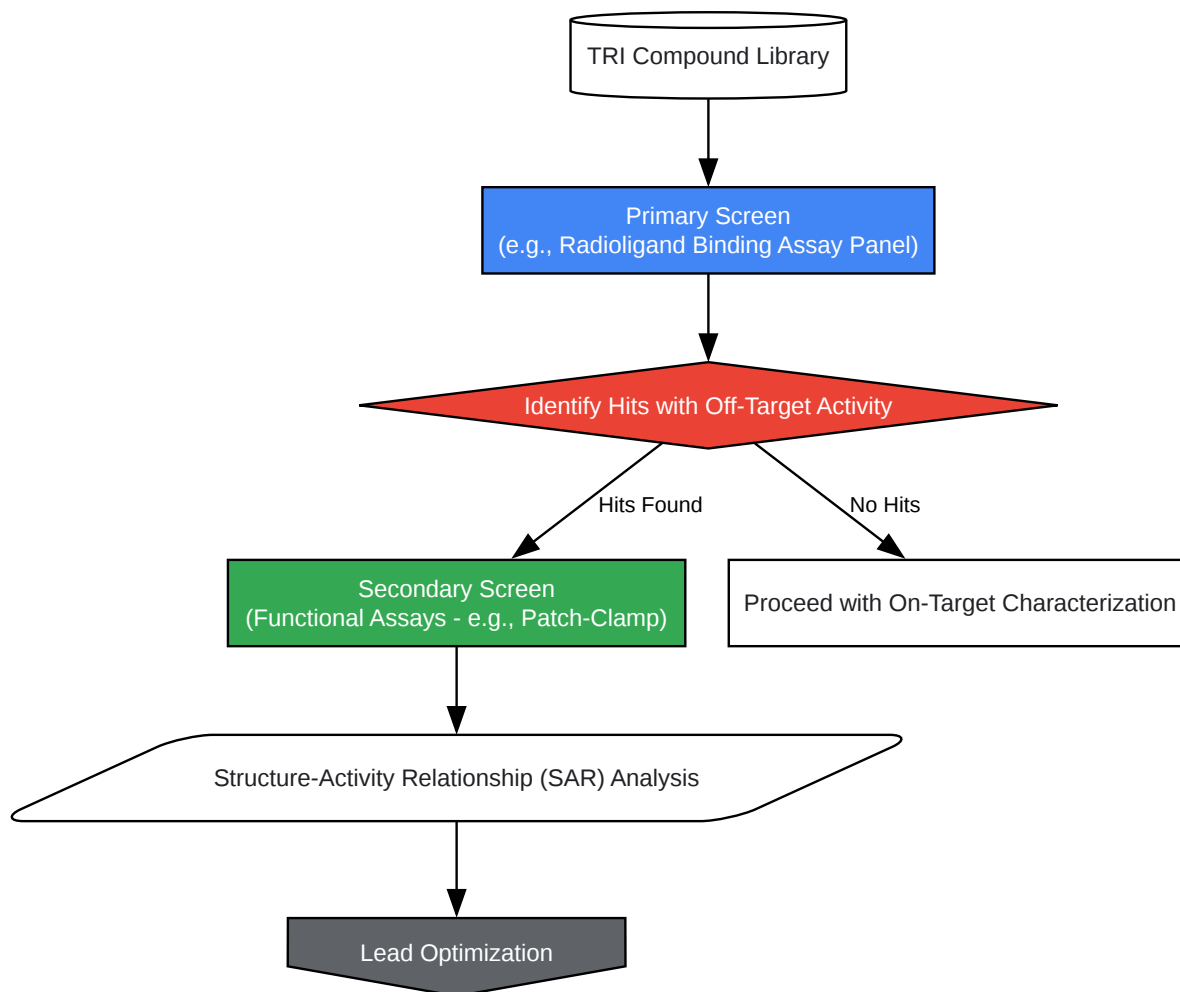 TRI Compound Library
Primary Screen
(e.g., Radioligand Binding Assay Panel)
Identify Hits with Off-Target Activity
Hits Found
No Hits
Secondary Screen
(Functional Assays - e.g., Patch-Clamp)
Proceed with On-Target Characterization
Structure-Activity Relationship (SAR) Analysis
Lead Optimization